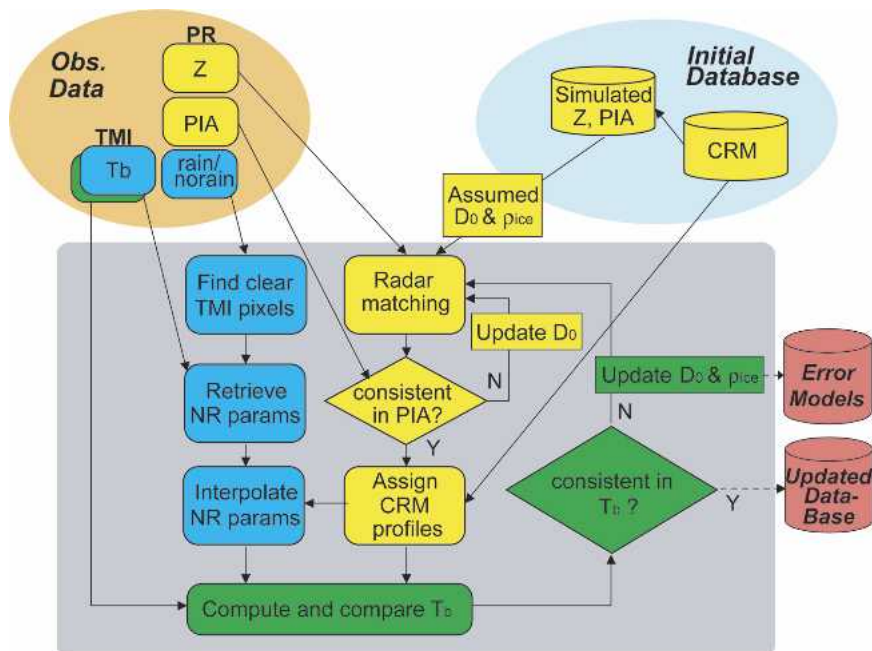 Obs.
Data
PR
Z
PIA
rain/
norain
TMI
Tb
Initial
Database
Simulated
Z, PIA
CRM
Assumed
D₀ & ρice
Find clear
TMI pixels
Radar
matching
Update D₀
Retrieve
NR params
consistent
in PIA?
N
Y
Update D₀ & ρice
N
Error
Models
Interpolate
NR params
Assign
CRM
profiles
consistent in
Tb ?
Y
Updated
Data-
Base
Compute and compare Tb